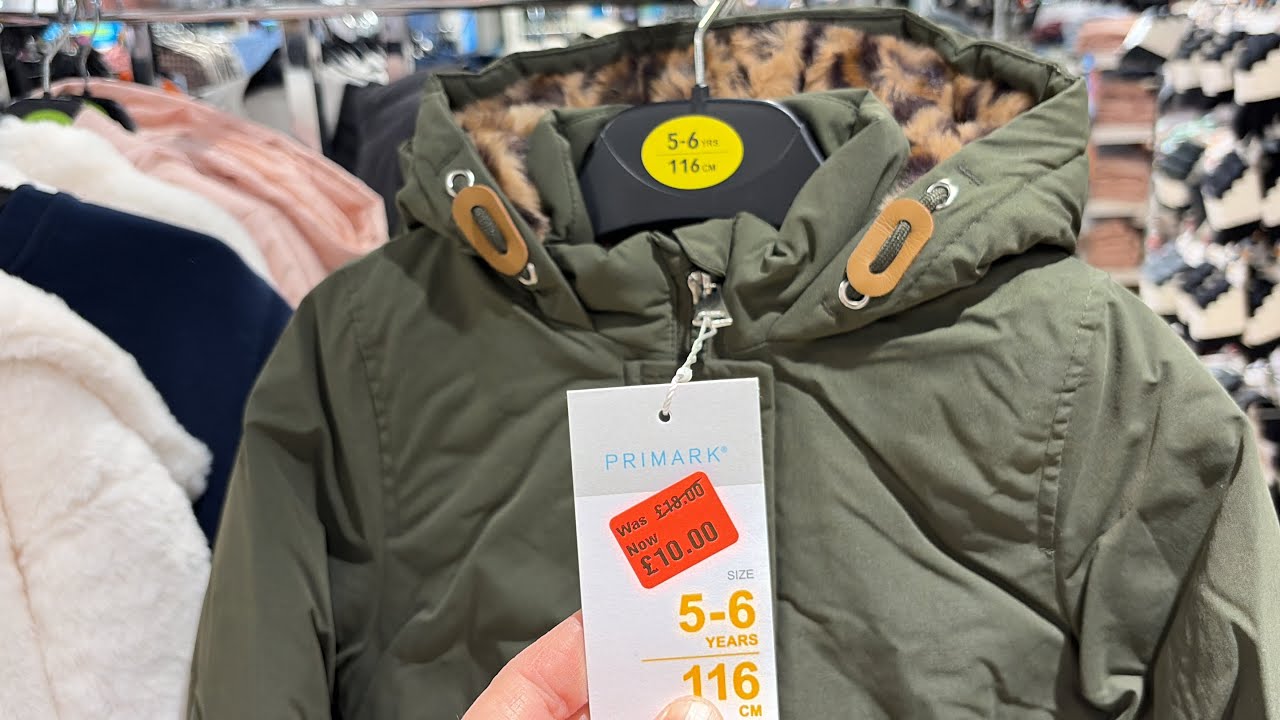 5-6 YRS
116 CM
PRIMARK®
Was £18.00
Now
£10.00
SIZE
5-6
YEARS
116
CM